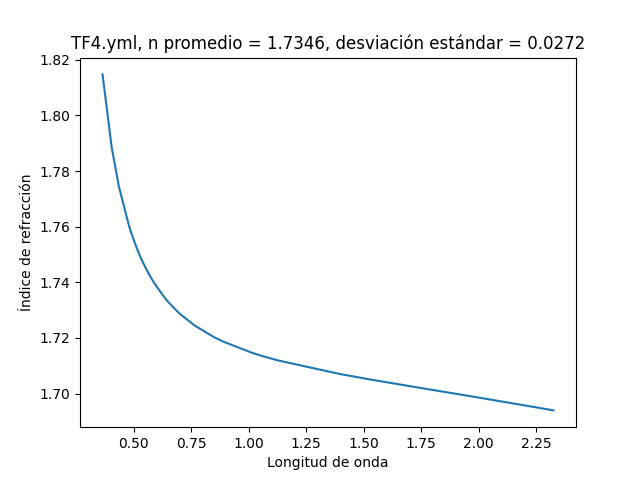 TF4.yml, n promedio = 1.7346, desviación estándar = 0.0272
1.82
1.80
1.78
1.76
1.74
1.72
1.70
Índice de refracción
0.50 0.75 1.00 1.25 1.50 1.75 2.00 2.25
Longitud de onda